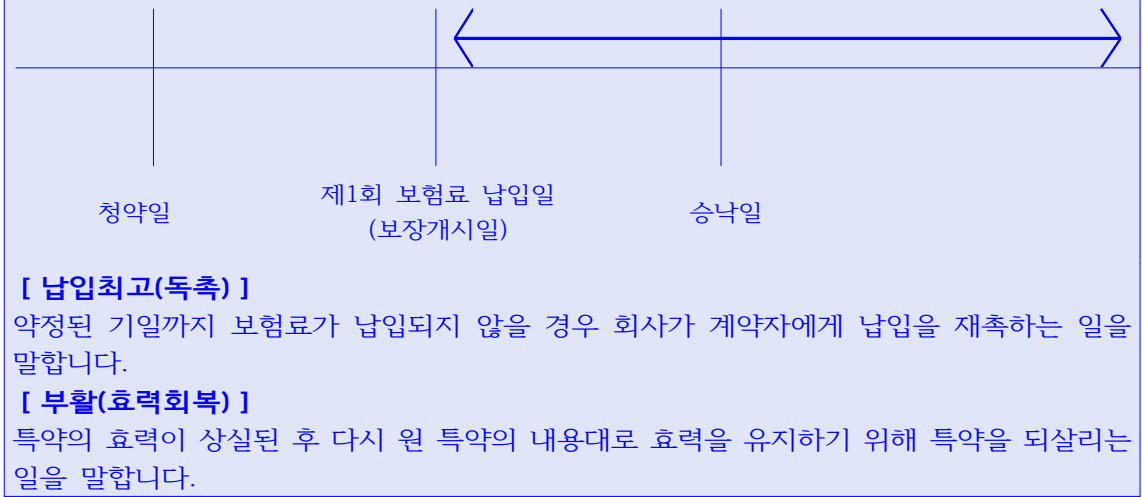 청약일
제1회 보험료 납입일
(보장개시일)
승낙일
[ 납입최고(독촉) ]
약정된 기일까지 보험료가 납입되지 않을 경우 회사가 계약자에게 납입을 재촉하는 일을
말합니다.
[ 부활(효력회복) ]
특약의 효력이 상실된 후 다시 원 특약의 내용대로 효력을 유지하기 위해 특약을 되살리는
일을 말합니다.